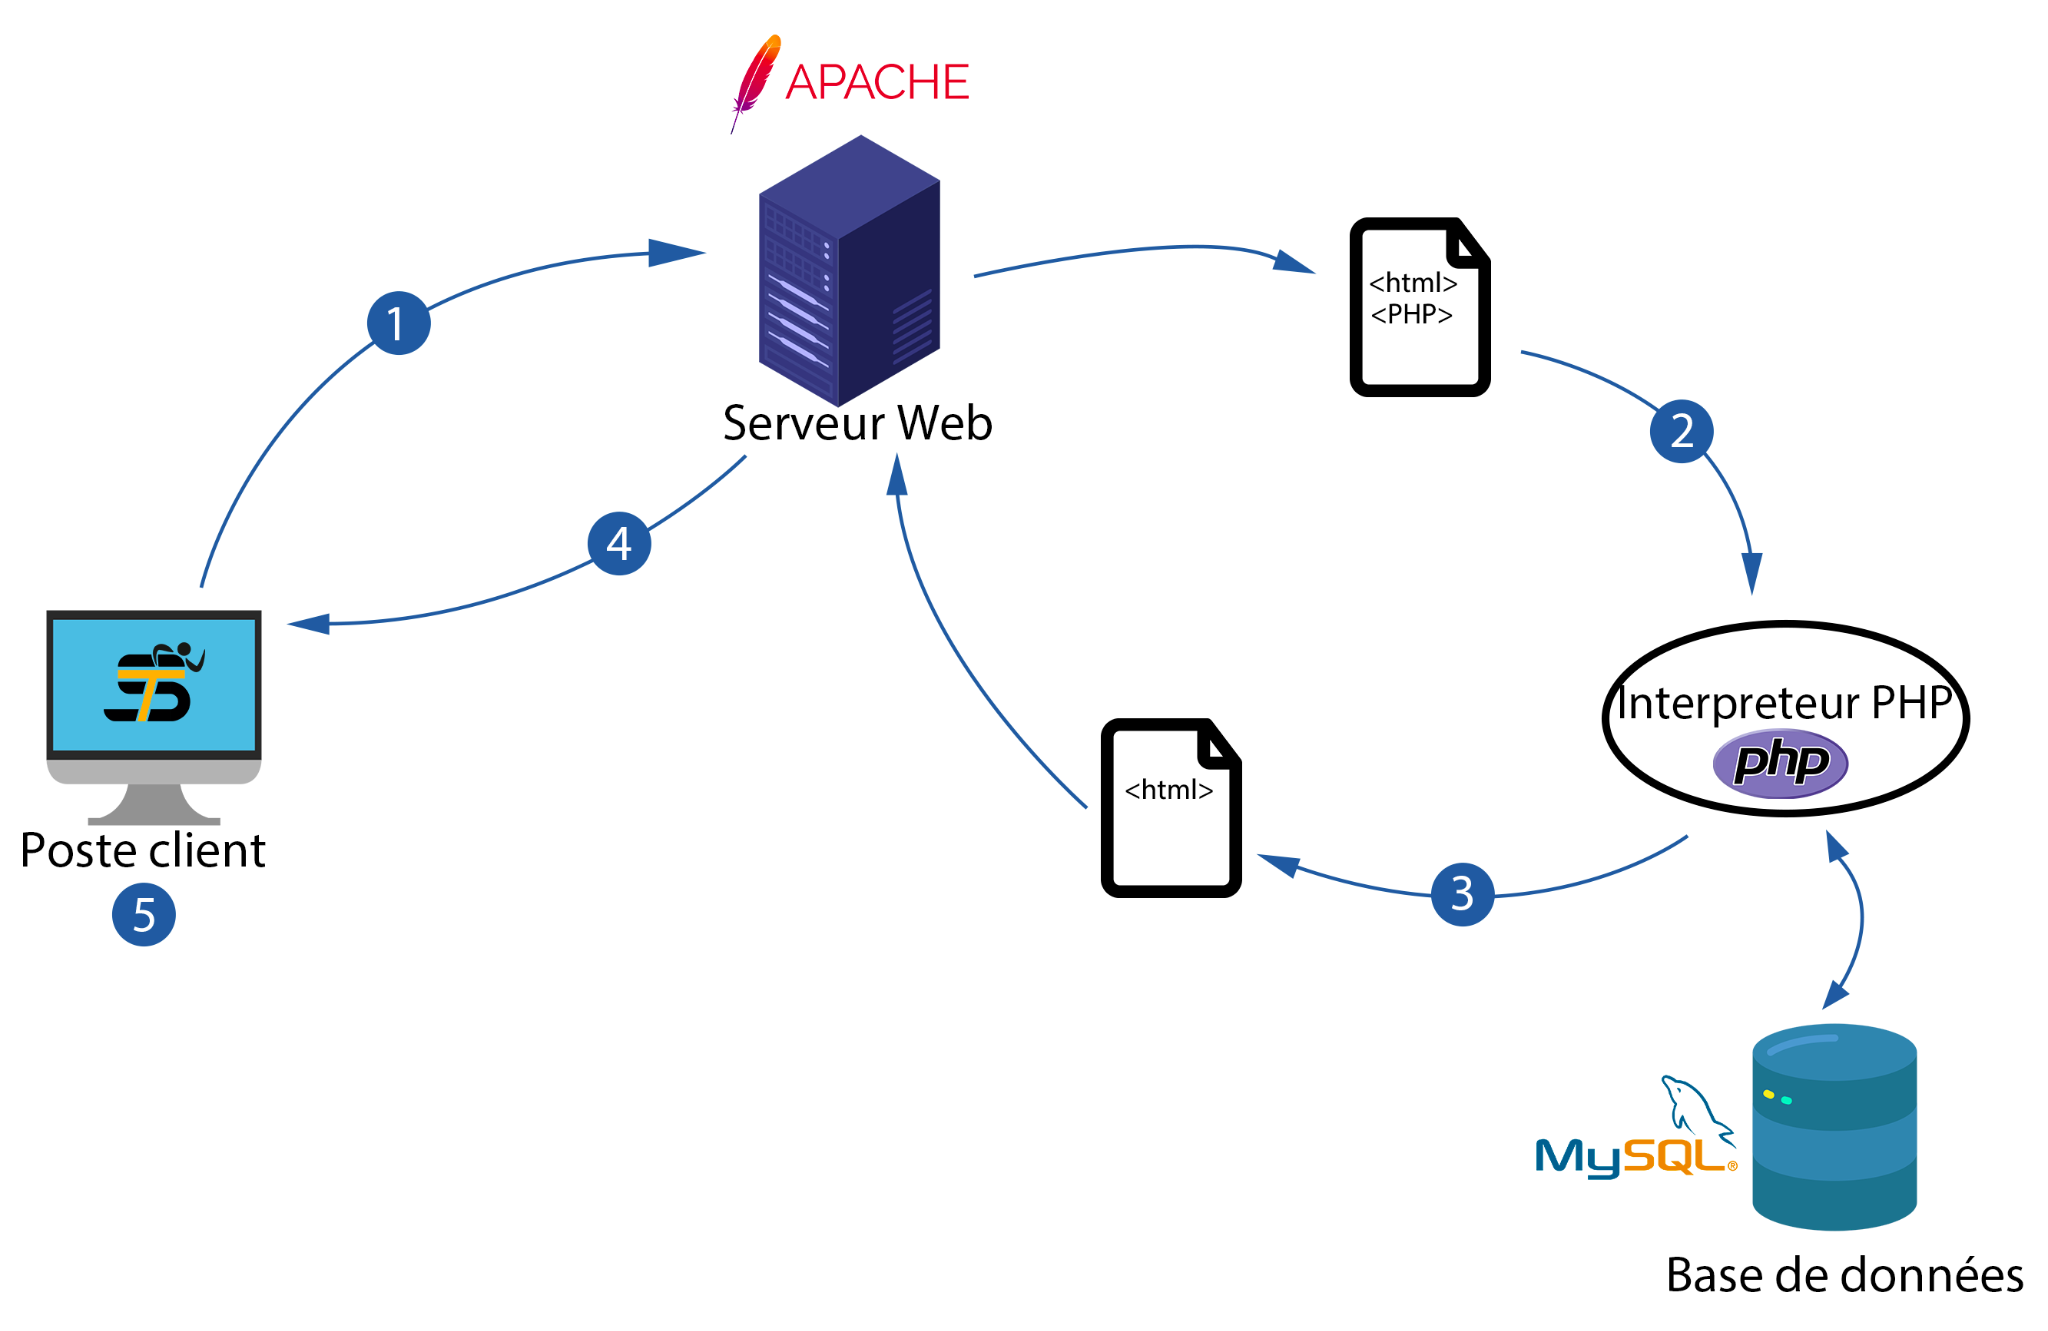 APACHE
<html>
<PHP>
1
2
Serveur Web
4
Interpreteur PHP
php
<html>
Poste client
3
5
MySQL®
Base de données